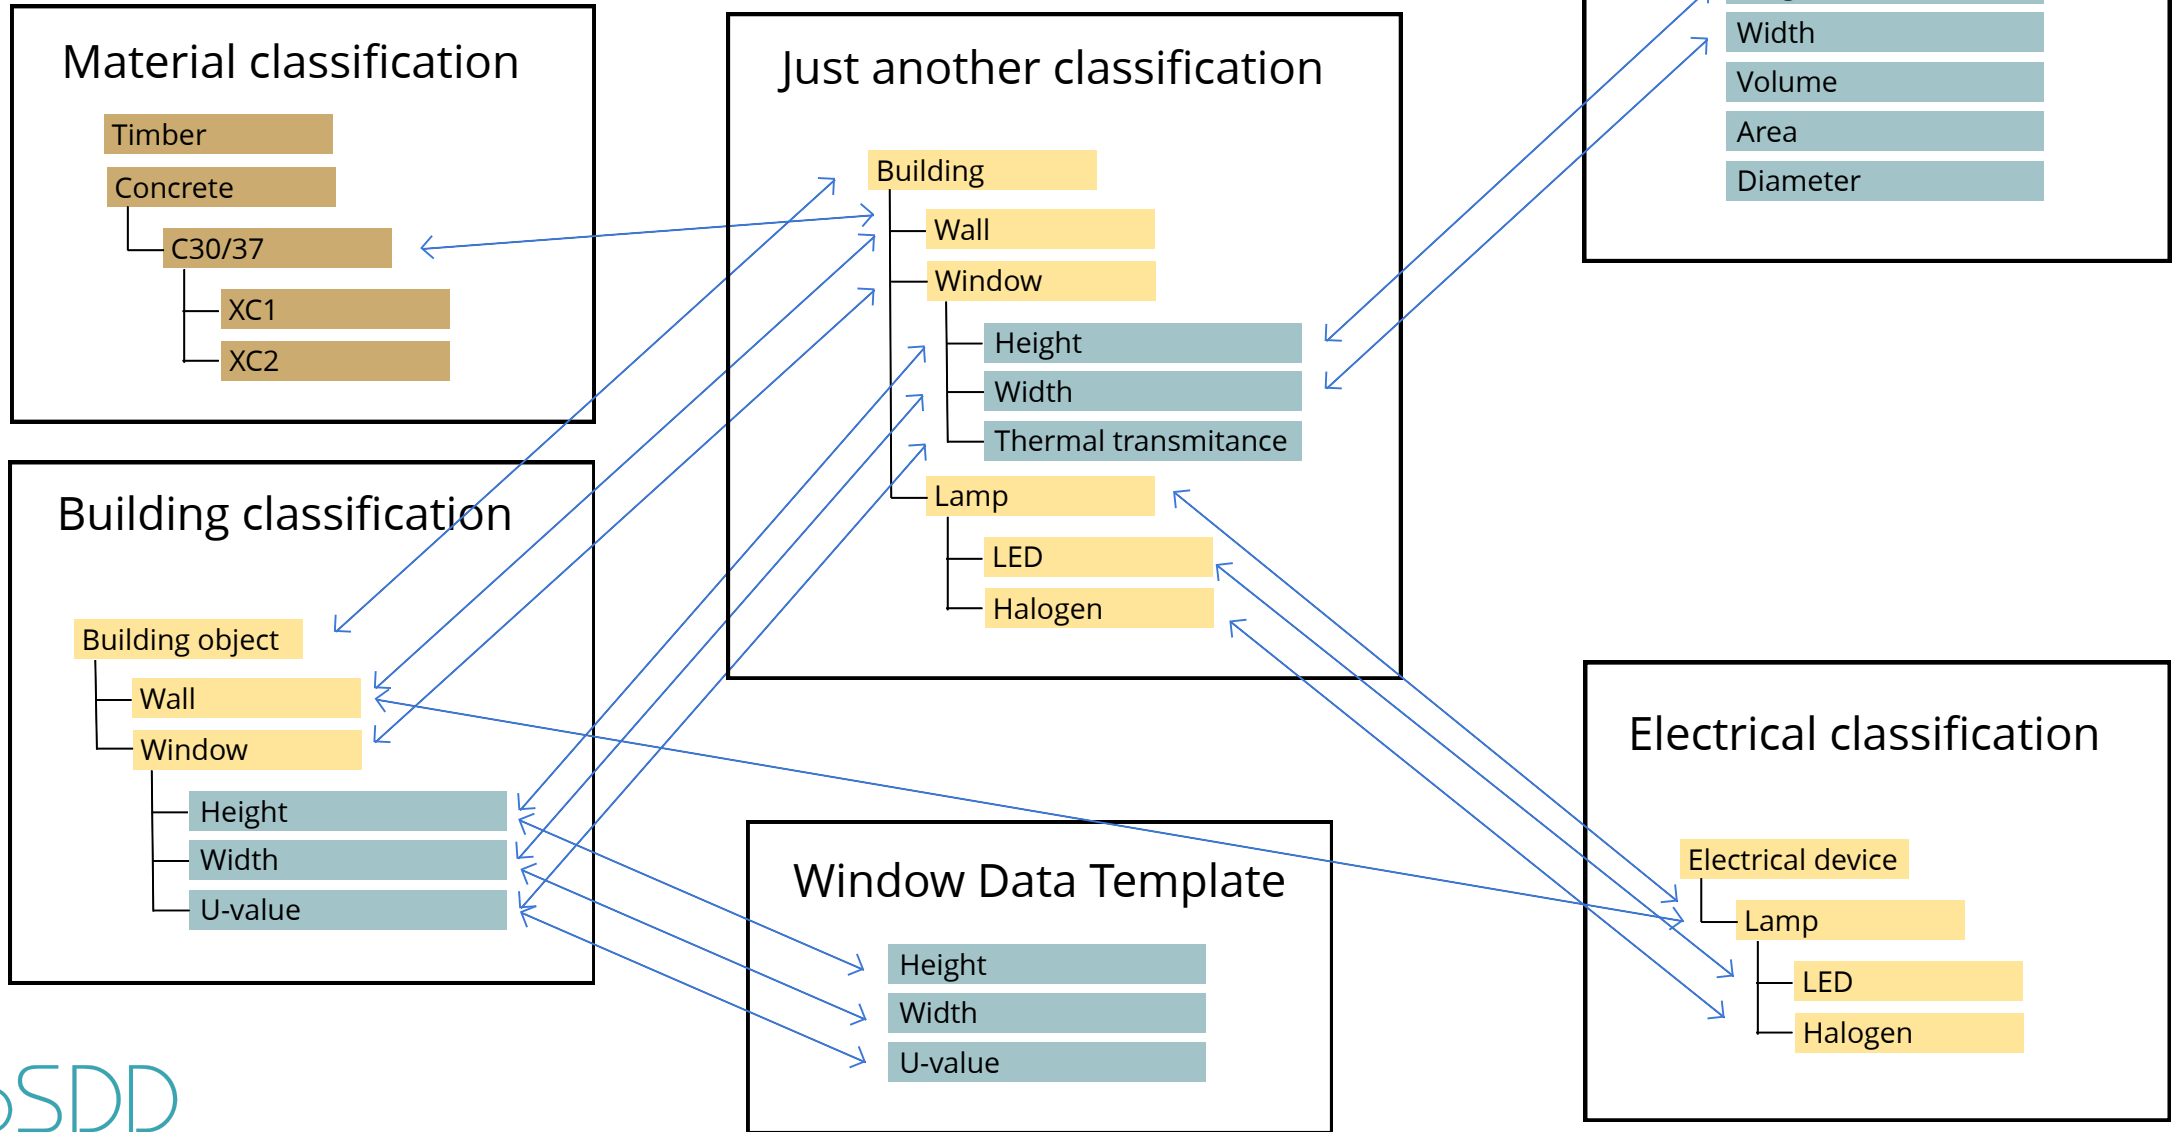 Material classification
Timber
Concrete
C30/37
XC1
XC2
Just another classification
Building
Wall
Window
Height
Width
Thermal transmitance
Lamp
LED
Halogen
Width
Volume
Area
Diameter
Building classification
Building object
Wall
Window
Height
Width
U-value
Window Data Template
Height
Width
U-value
Electrical classification
Electrical device
Lamp
LED
Halogen
bSDD